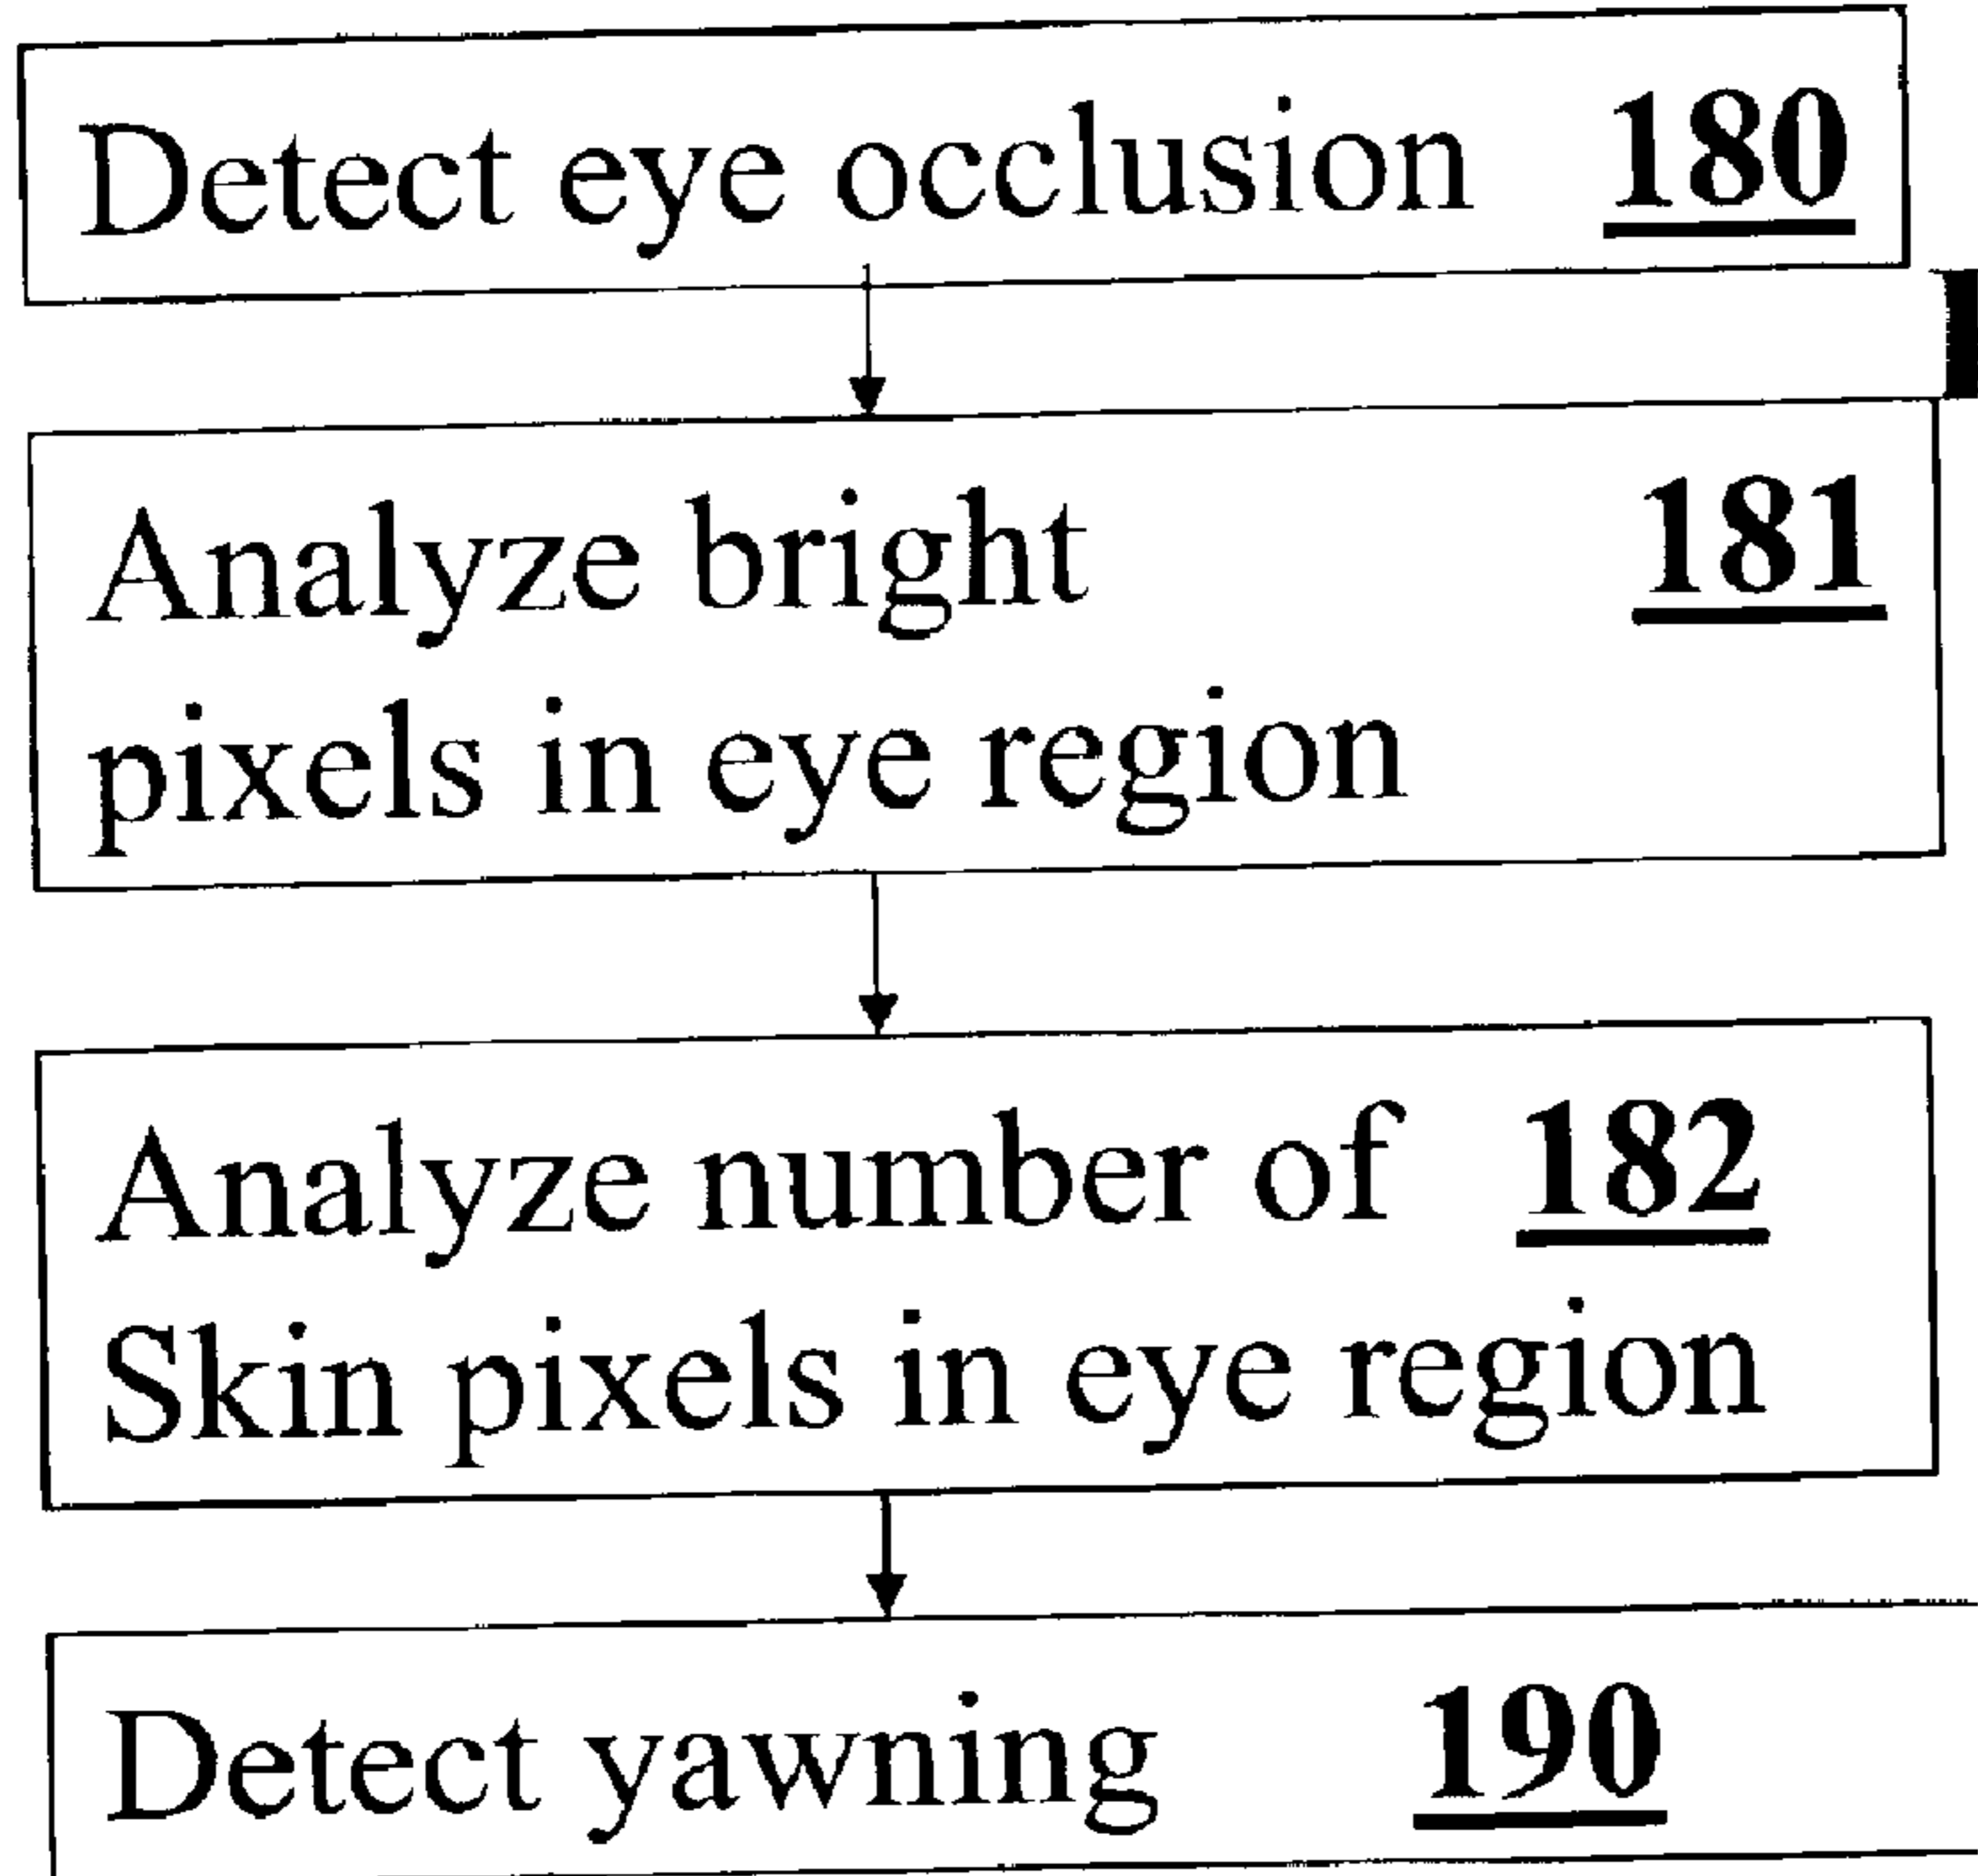 Detect eye occlusion 180
Analyze bright 181
pixels in eye region
Analyze number of 182
Skin pixels in eye region
Detect yawning 190